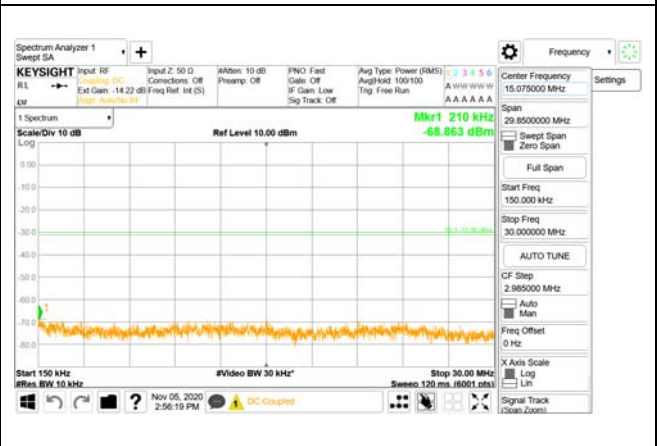 Spectrum Analyzer 1
Swept SA
Frequency
KEYSIGHT
RL
Input: RF
Coupling: DC
Ext Gain: -14.22 dB
Align: Auto/No RF
Input Z: 50 Ω
Corrections: Off
Freq Ref: Int (S)
#Atten: 10 dB
Preamp: Off
PNO: Fast
Gate: Off
IF Gain: Low
Sig Track: Off
Avg Type: Power (RMS)
Avg|Hold: 100/100
Trig: Free Run
1 2 3 4 5 6
A W W W W W
A A A A A A
Center Frequency
15.075000 MHz
Settings
Span
29.8500000 MHz
Swept Span
Zero Span
Full Span
Start Freq
150.000 kHz
Stop Freq
30.000000 MHz
AUTO TUNE
CF Step
2.985000 MHz
Auto
Man
Freq Offset
0 Hz
X Axis Scale
Log
Lin
Signal Track
(Span Zoom)
1 Spectrum
Mkr1 210 kHz
-68.863 dBm
Scale/Div 10 dB
Ref Level 10.00 dBm
Log
0.00
-10.0
-20.0
-30.0
-40.0
-50.0
-60.0
-70.0
-80.0
1
Start 150 kHz
#Video BW 30 kHz*
Stop 30.00 MHz
#Res BW 10 kHz
Sweep 120 ms (6001 pts)
Nov 05, 2020
2:56:19 PM
DC Coupled